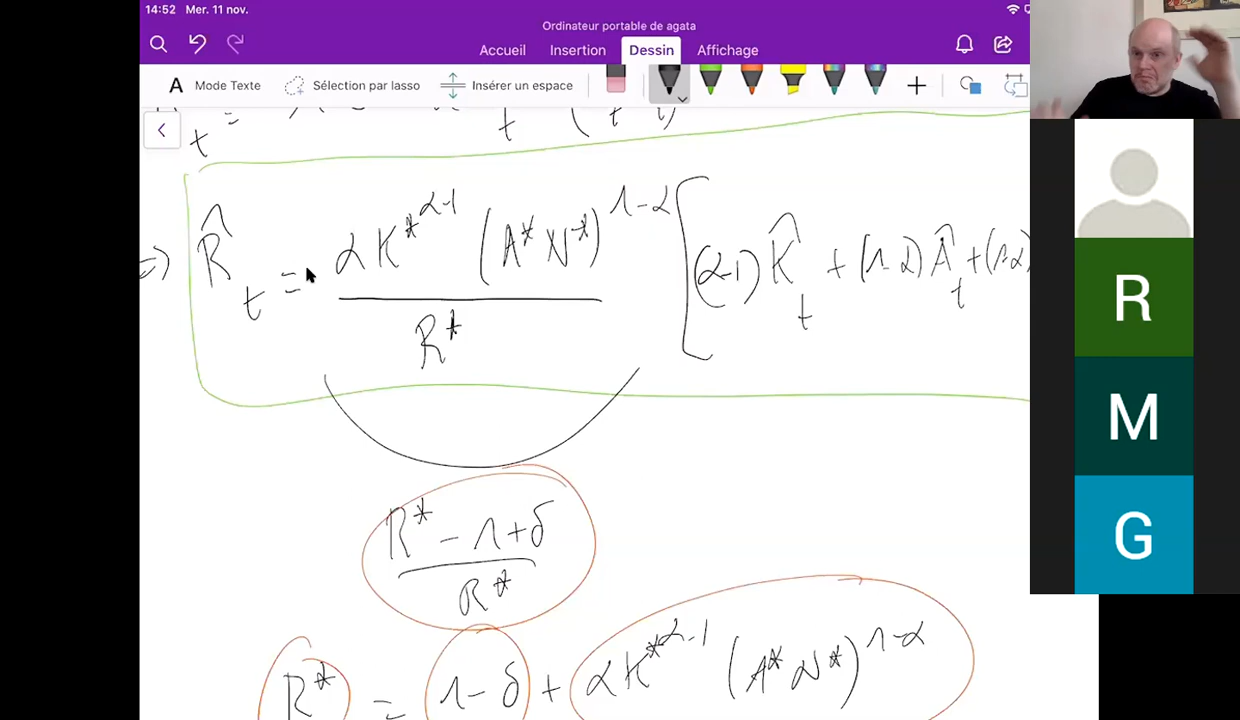 14:52 Mer. 11 nov.
Ordinateur portable de agata
Accueil Insertion Dessin Affichage
A Mode Texte Sélection par lasso Insérer un espace
⇒ R̂_t = αK*^(α-1) (A*N*)^(1-α) / R* [(α-1) K̂_t + (1-α) Â_t + (1-α)
R* - 1 + δ / R*
R* = 1 - δ + αK*^(α-1) (A*N*)^(1-α)
R
M
G